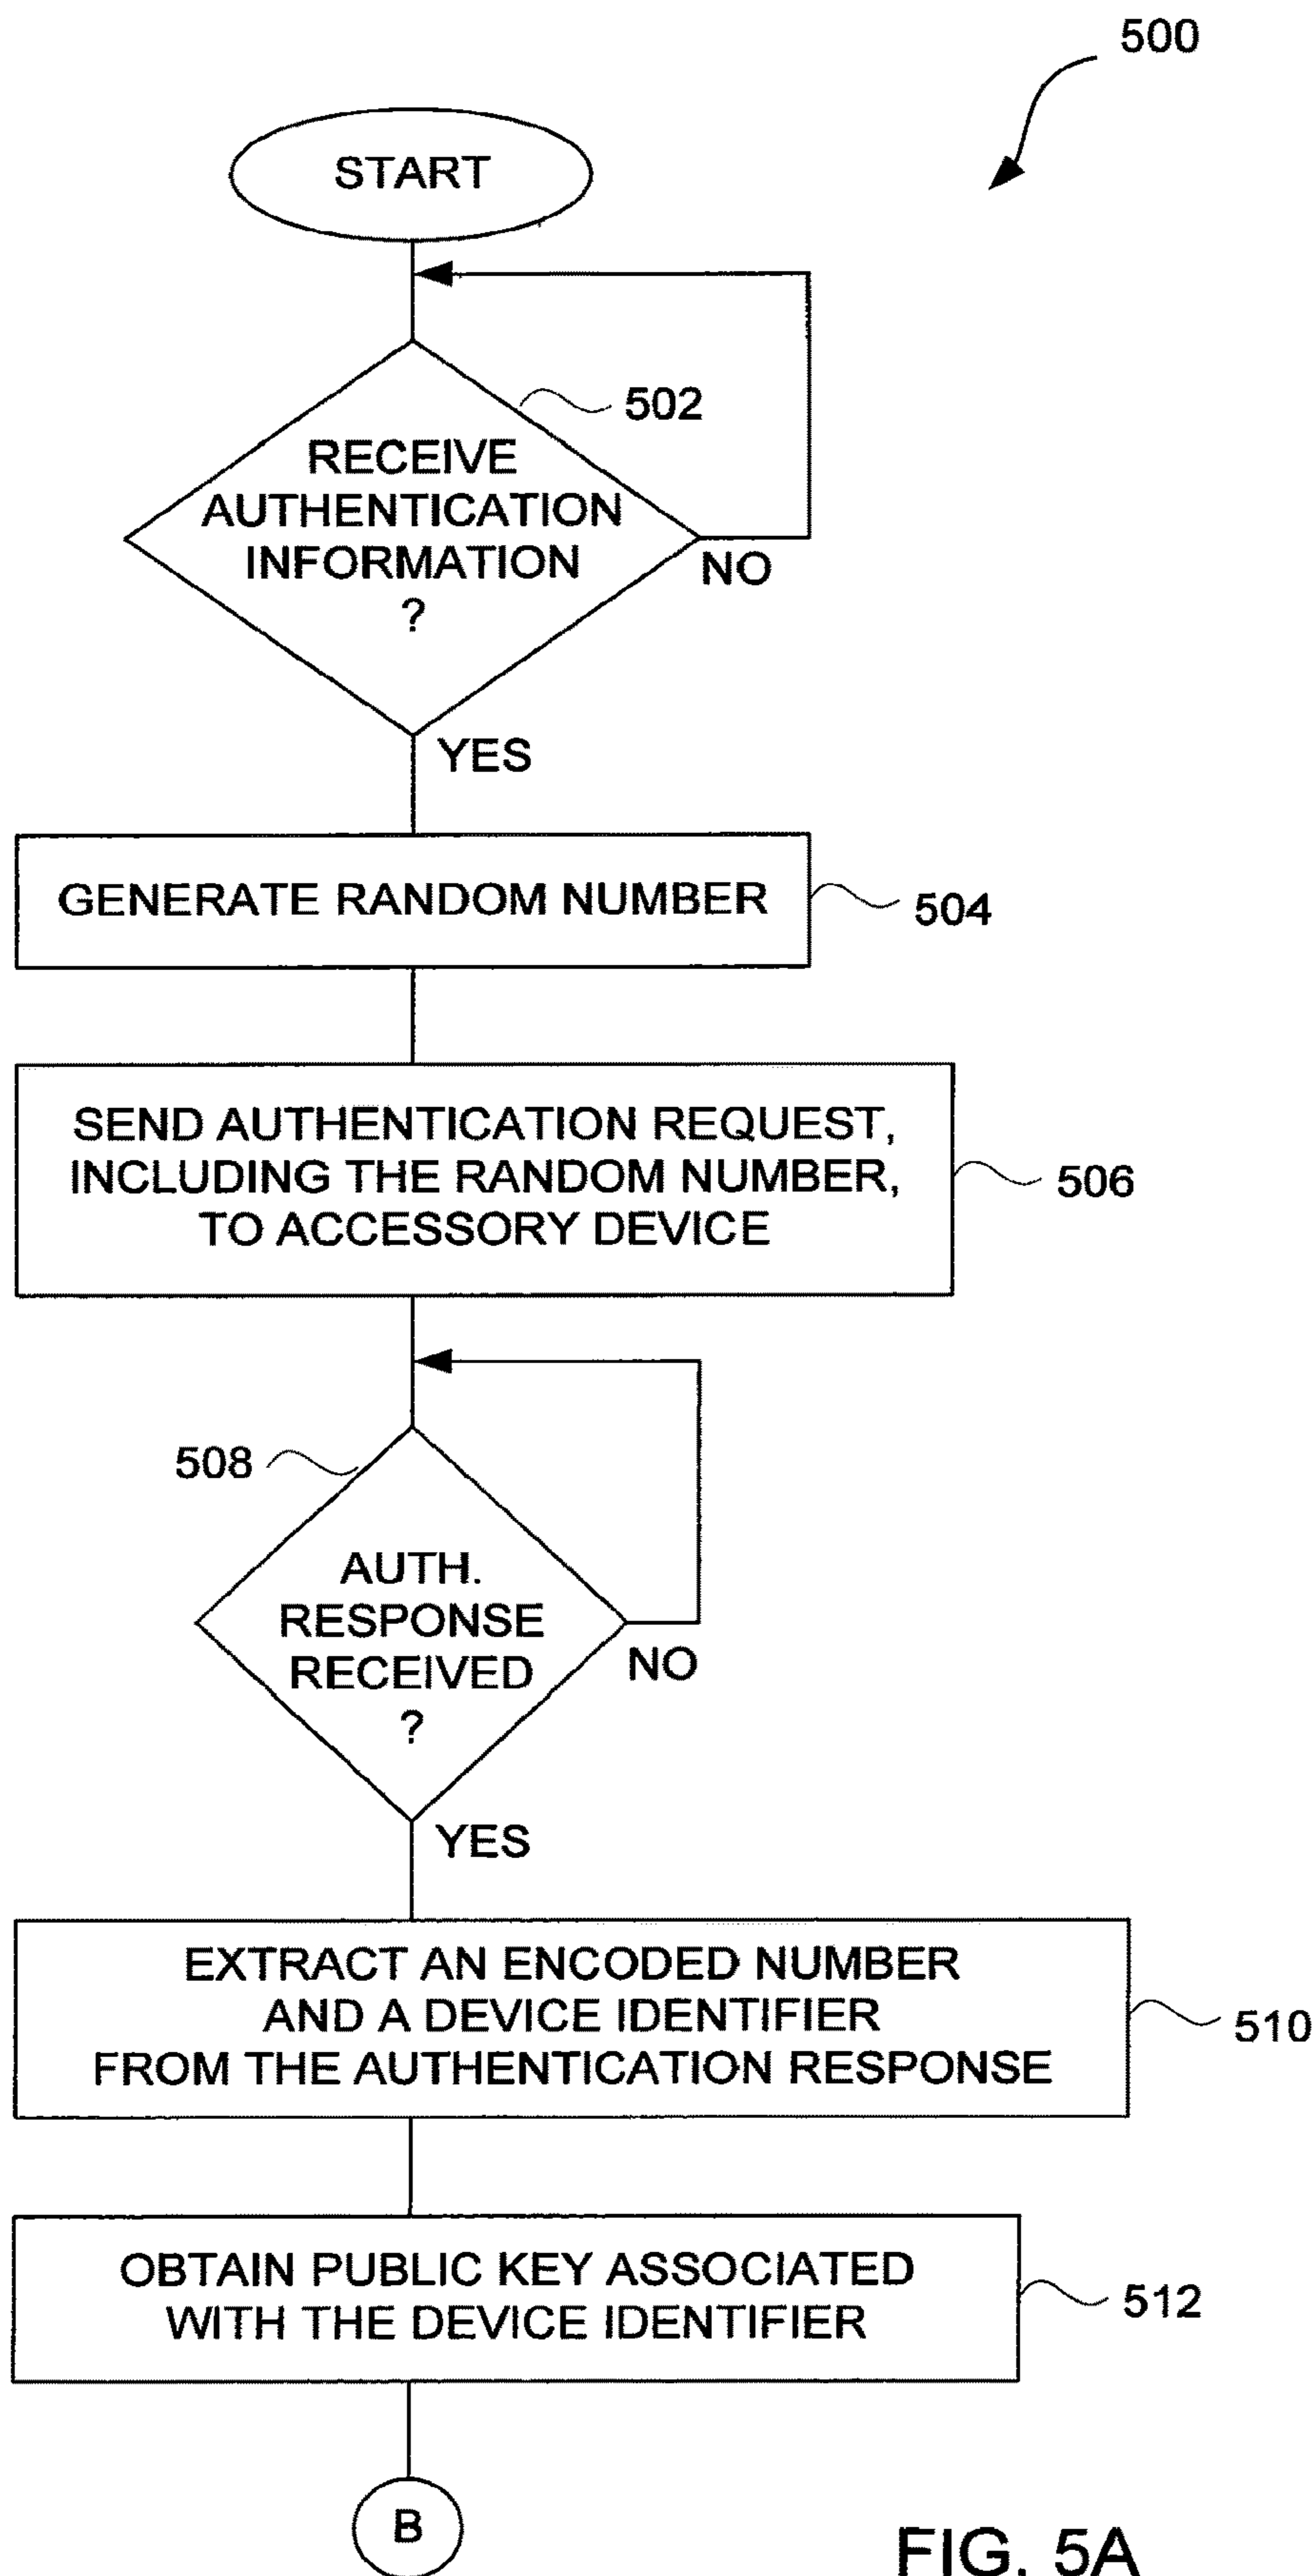 500
START
502
RECEIVE
AUTHENTICATION
INFORMATION
?
NO
YES
GENERATE RANDOM NUMBER
504
SEND AUTHENTICATION REQUEST,
INCLUDING THE RANDOM NUMBER,
TO ACCESSORY DEVICE
506
508
AUTH.
RESPONSE
RECEIVED
?
NO
YES
EXTRACT AN ENCODED NUMBER
AND A DEVICE IDENTIFIER
FROM THE AUTHENTICATION RESPONSE
510
OBTAIN PUBLIC KEY ASSOCIATED
WITH THE DEVICE IDENTIFIER
512
B
FIG. 5A